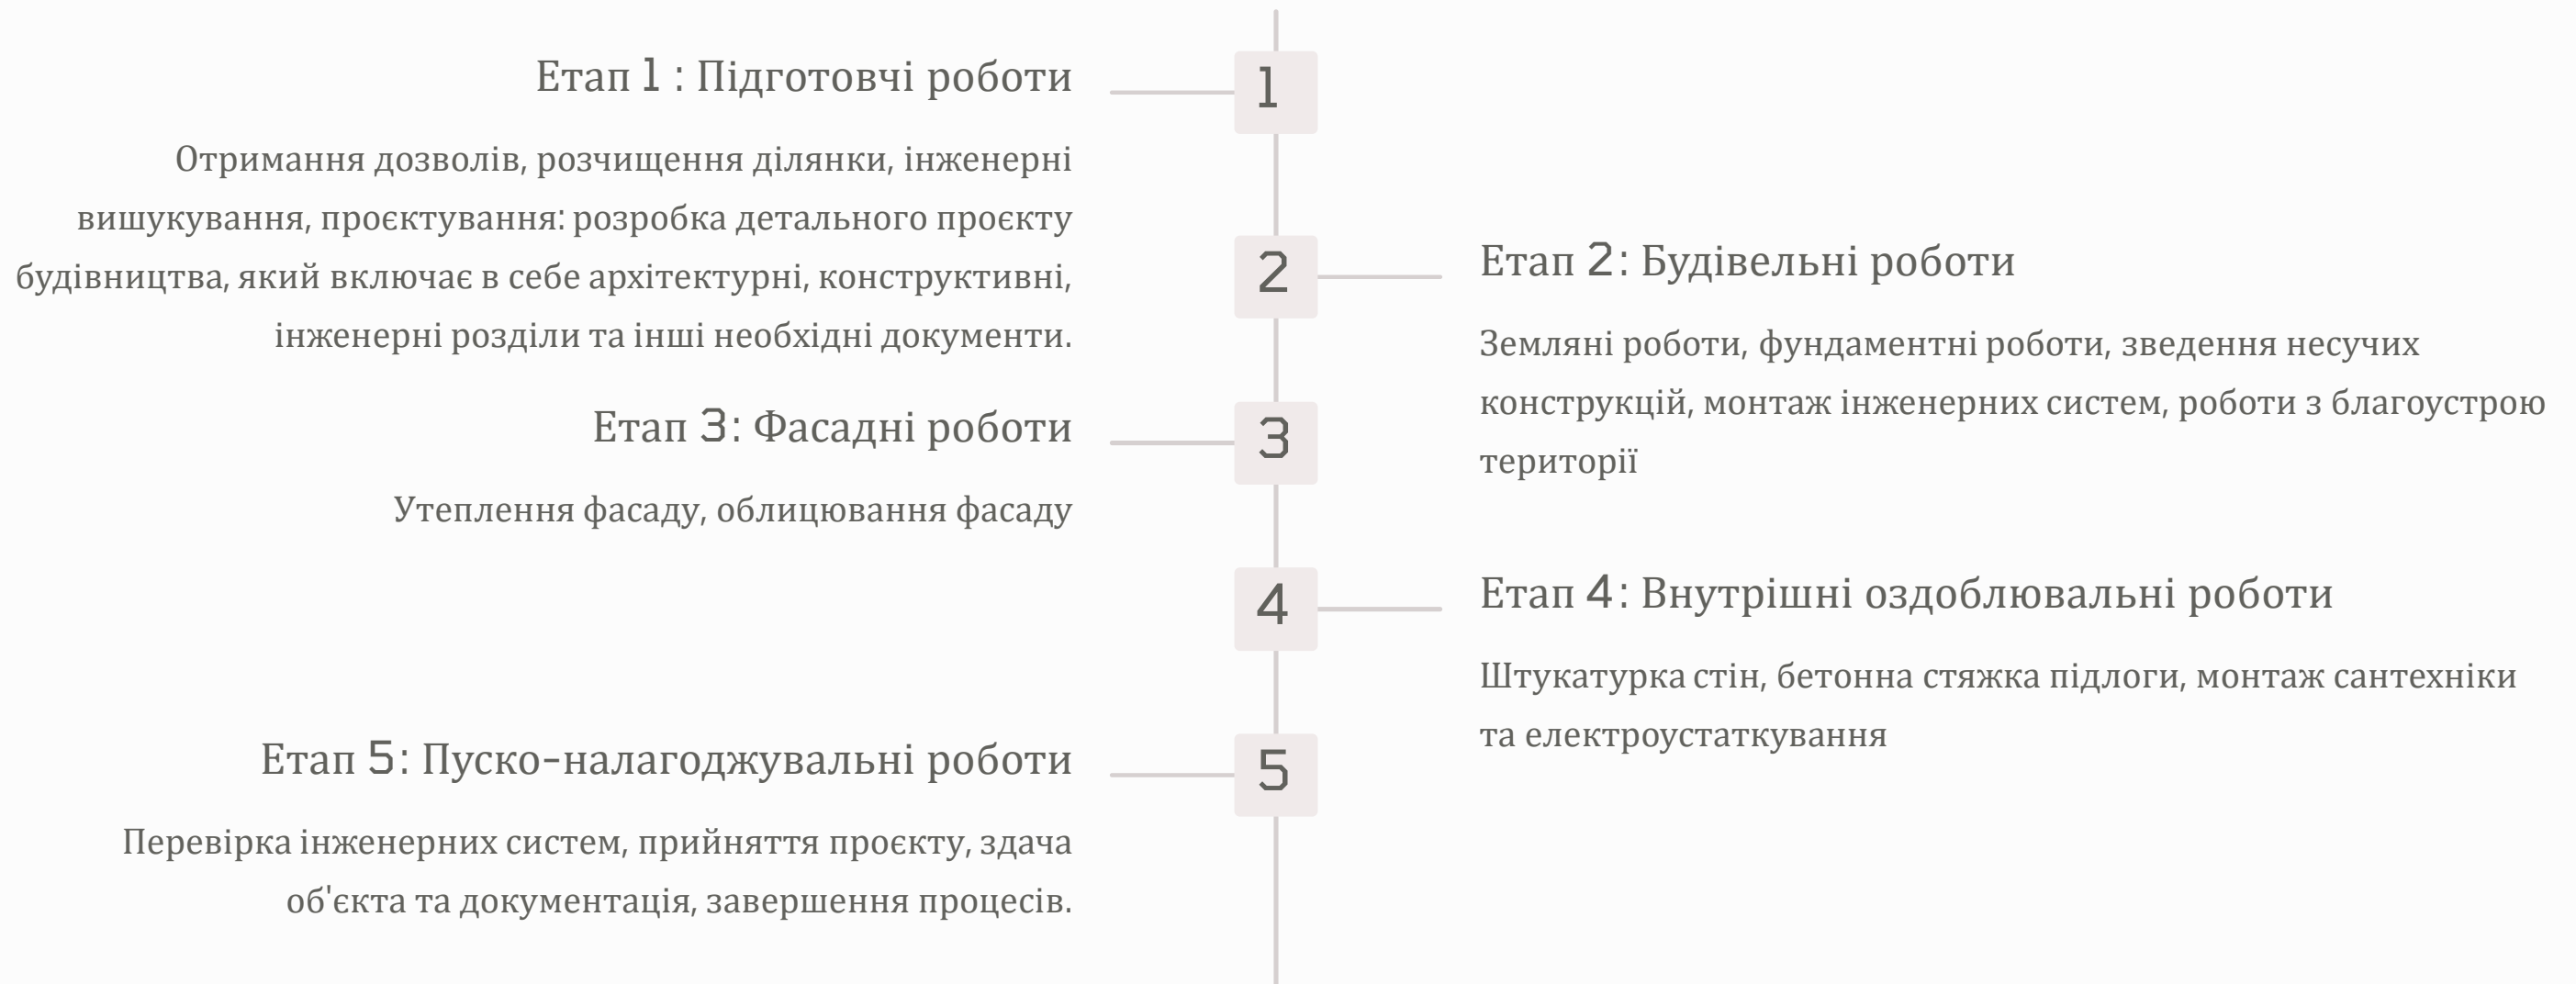 Етап 1 : Підготовчі роботи
Отримання дозволів, розчищення ділянки, інженерні
вишукування, проєктування: розробка детального проєкту
будівництва, який включає в себе архітектурні, конструктивні,
інженерні розділи та інші необхідні документи.
1
2
Етап 2: Будівельні роботи
Земляні роботи, фундаментні роботи, зведення несучих
конструкцій, монтаж інженерних систем, роботи з благоустрою
території
Етап 3: Фасадні роботи
Утеплення фасаду, облицювання фасаду
3
4
Етап 4: Внутрішні оздоблювальні роботи
Штукатурка стін, бетонна стяжка підлоги, монтаж сантехніки
та електроустаткування
Етап 5: Пуско-налагоджувальні роботи
Перевірка інженерних систем, прийняття проєкту, здача
об'єкта та документація, завершення процесів.
5